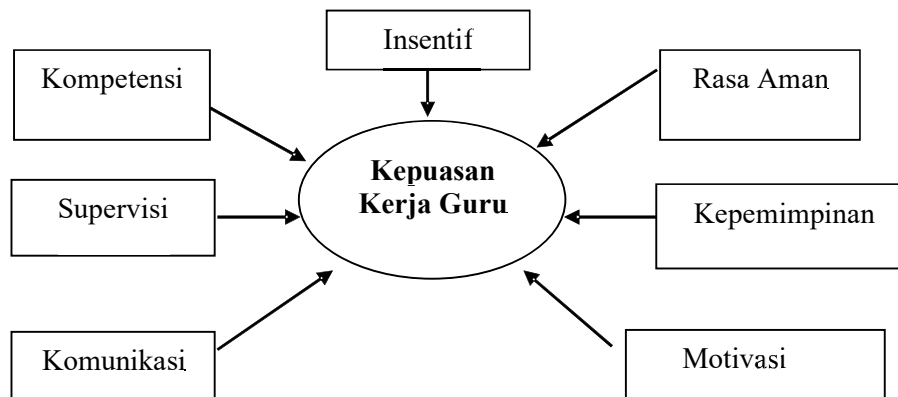 Insentif
Kompetensi
Rasa Aman
Kepuasan
Kerja Guru
Supervisi
Kepemimpinan
Komunikasi
Motivasi